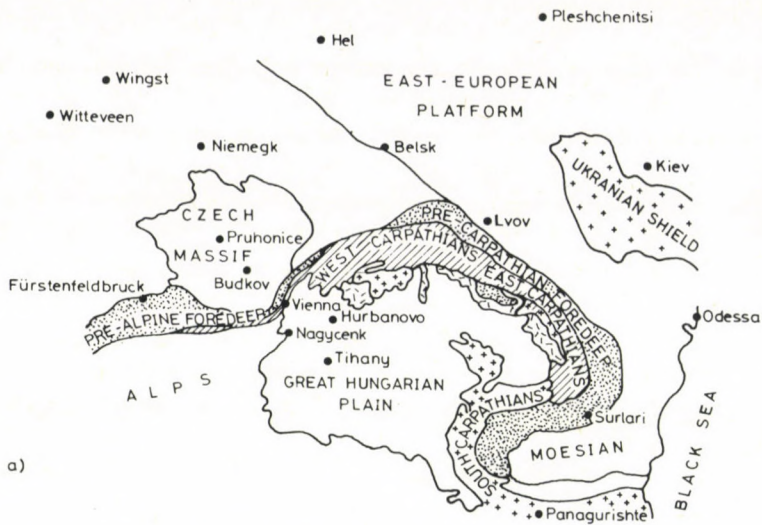 Pleshchenitsi
Hel
Wingst
EAST-EUROPEAN
PLATFORM
Witteveen
Niemegk
Belsk
Kiev
UKRANIAN SHIELD
CZECH
MASSIF
Pruhonice
Budkov
PRE-CARPATHIAN FOREDEEP
Lvov
WEST CARPATHIANS
EAST CARPATHIANS
Fürstenfeldbruck
PRE-ALPINE FOREDEEP
Vienna
Hurbanovo
Nagycenk
Tihany
Odessa
ALPS
GREAT HUNGARIAN
PLAIN
SOUTH CARPATHIANS
Surlari
MOESIAN
BLACK SEA
a)
Panagurishte